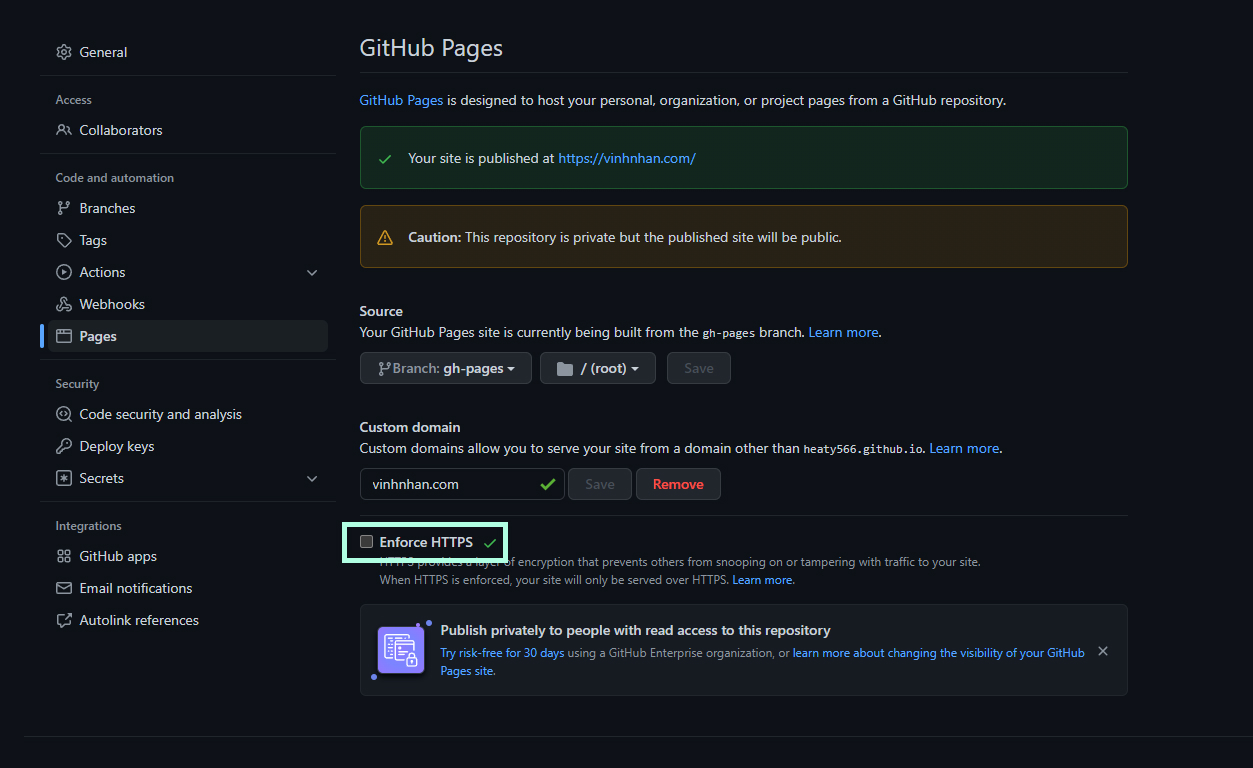 General
Access
Collaborators
Code and automation
Branches
Tags
Actions
Webhooks
Pages
Security
Code security and analysis
Deploy keys
Secrets
Integrations
GitHub apps
Email notifications
Autolink references
GitHub Pages
GitHub Pages is designed to host your personal, organization, or project pages from a GitHub repository.
Your site is published at https://vinhnhan.com/
Caution: This repository is private but the published site will be public.
Source
Your GitHub Pages site is currently being built from the gh-pages branch. Learn more.
Branch: gh-pages / (root) Save
Custom domain
Custom domains allow you to serve your site from a domain other than heaty566.github.io. Learn more.
vinhnhan.com Save Remove
Enforce HTTPS
HTTPS provides a layer of encryption that prevents others from snooping on or tampering with traffic to your site.
When HTTPS is enforced, your site will only be served over HTTPS. Learn more.
Publish privately to people with read access to this repository
Try risk-free for 30 days using a GitHub Enterprise organization, or learn more about changing the visibility of your GitHub
Pages site.